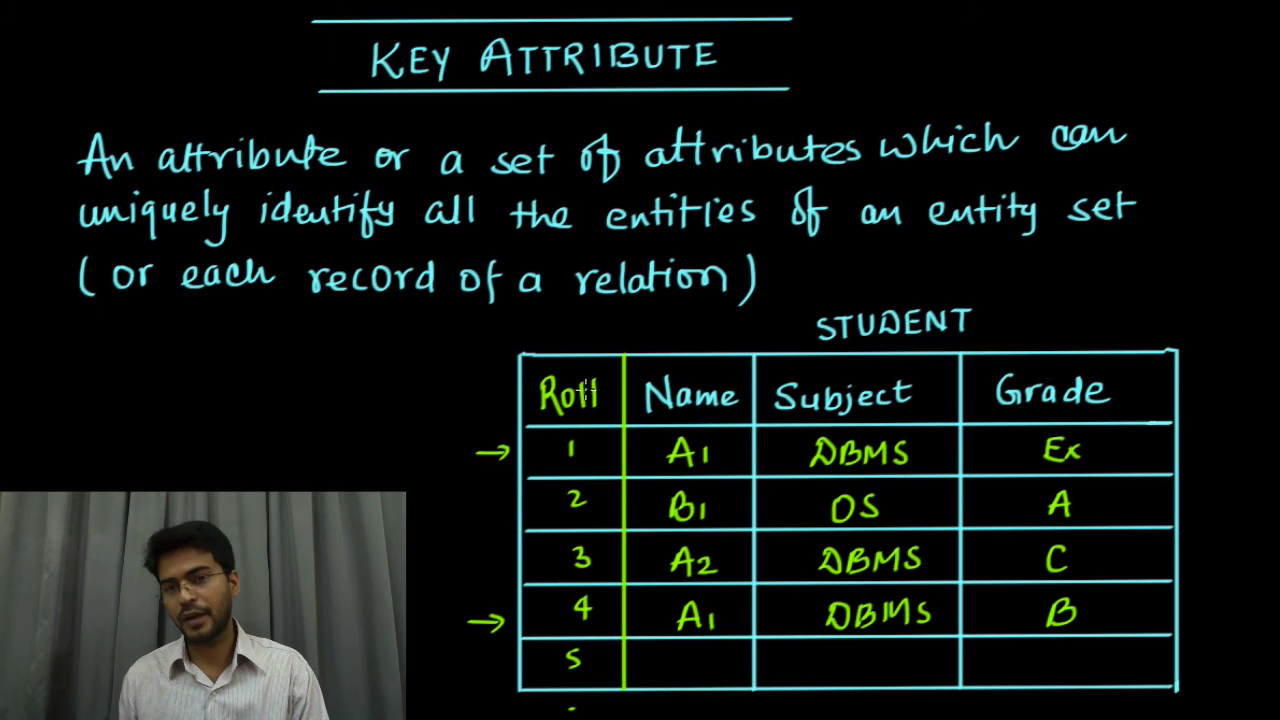 KEY ATTRIBUTE
An attribute or a set of attributes which can
uniquely identify all the entities of an entity set
(or each record of a relation)
STUDENT
Roll Name Subject Grade
→ 1 A1 DBMS Ex
2 B1 OS A
3 A2 DBMS C
→ 4 A1 DBMS B
5